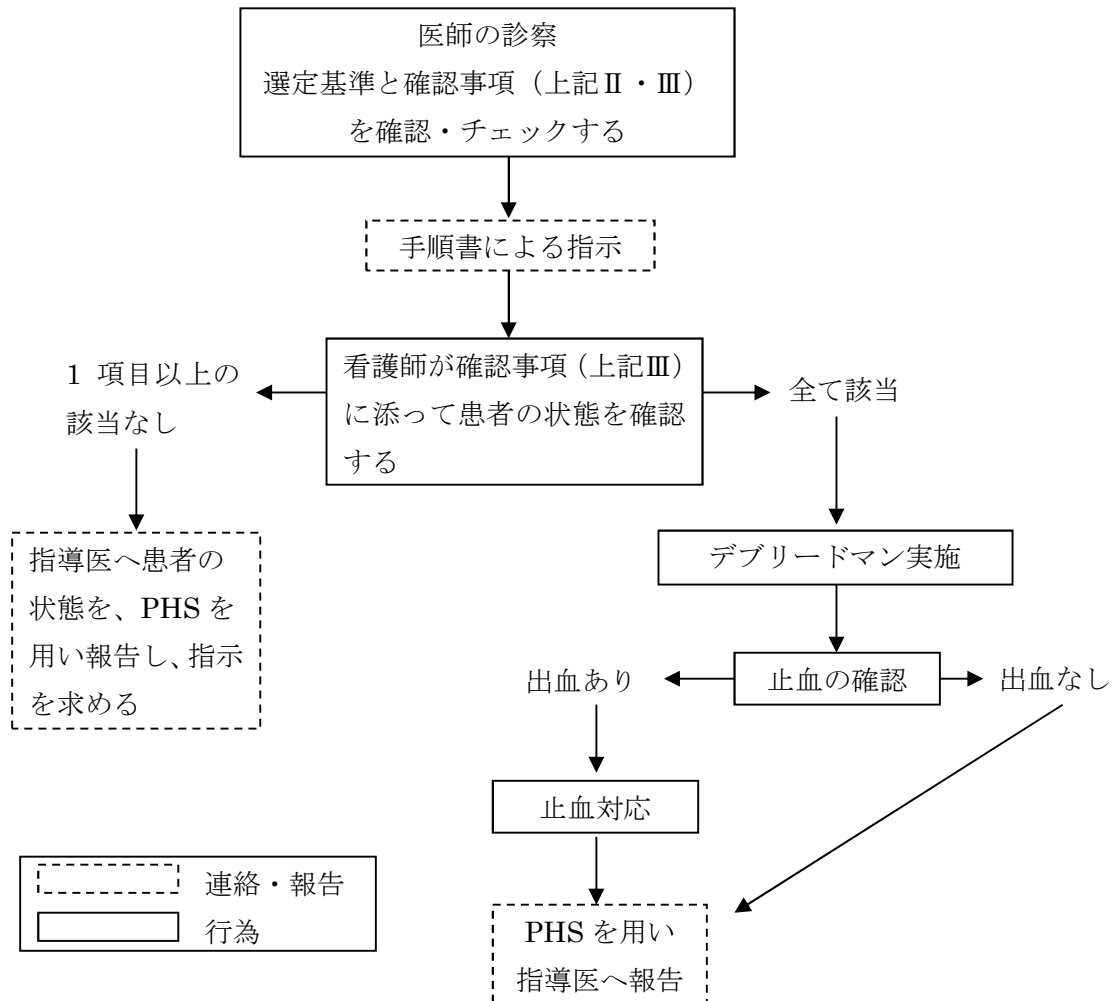 医師の診察
選定基準と確認事項（上記Ⅱ・Ⅲ）
を確認・チェックする
手順書による指示
看護師が確認事項（上記Ⅲ）
に添って患者の状態を確認
する
1 項目以上の
該当なし
全て該当
指導医へ患者の
状態を、PHS を
用い報告し、指示
を求める
デブリードマン実施
出血あり
止血の確認
出血なし
止血対応
連絡・報告
行為
PHS を用い
指導医へ報告